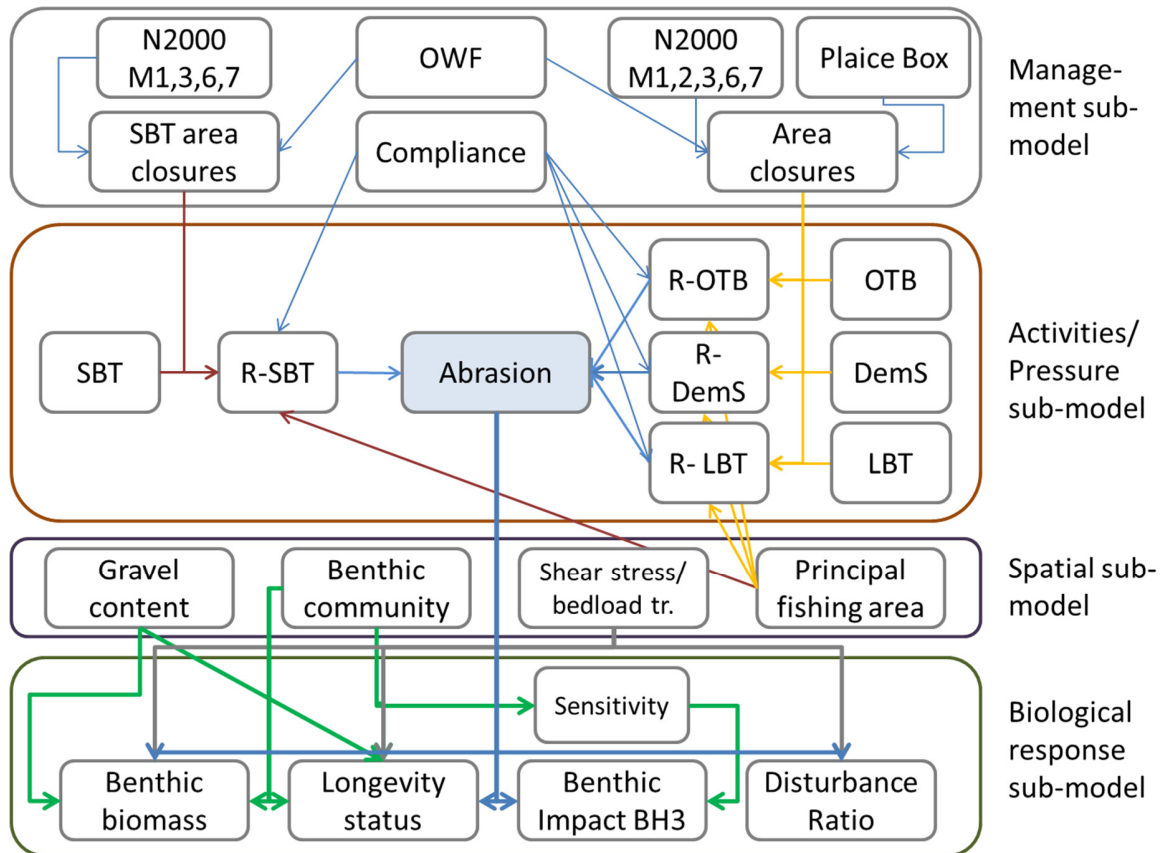 N2000
M1,3,6,7
OWF
N2000
M1,2,3,6,7
Plaice Box
SBT area
closures
Compliance
Area
closures
Manage-
ment sub-
model
R-OTB
OTB
SBT
R-SBT
Abrasion
R-
DemS
DemS
R- LBT
LBT
Activities/
Pressure
sub-model
Gravel
content
Benthic
community
Shear stress/
bedload tr.
Principal
fishing area
Spatial sub-
model
Sensitivity
Benthic
biomass
Longevity
status
Benthic
Impact BH3
Disturbance
Ratio
Biological
response
sub-model